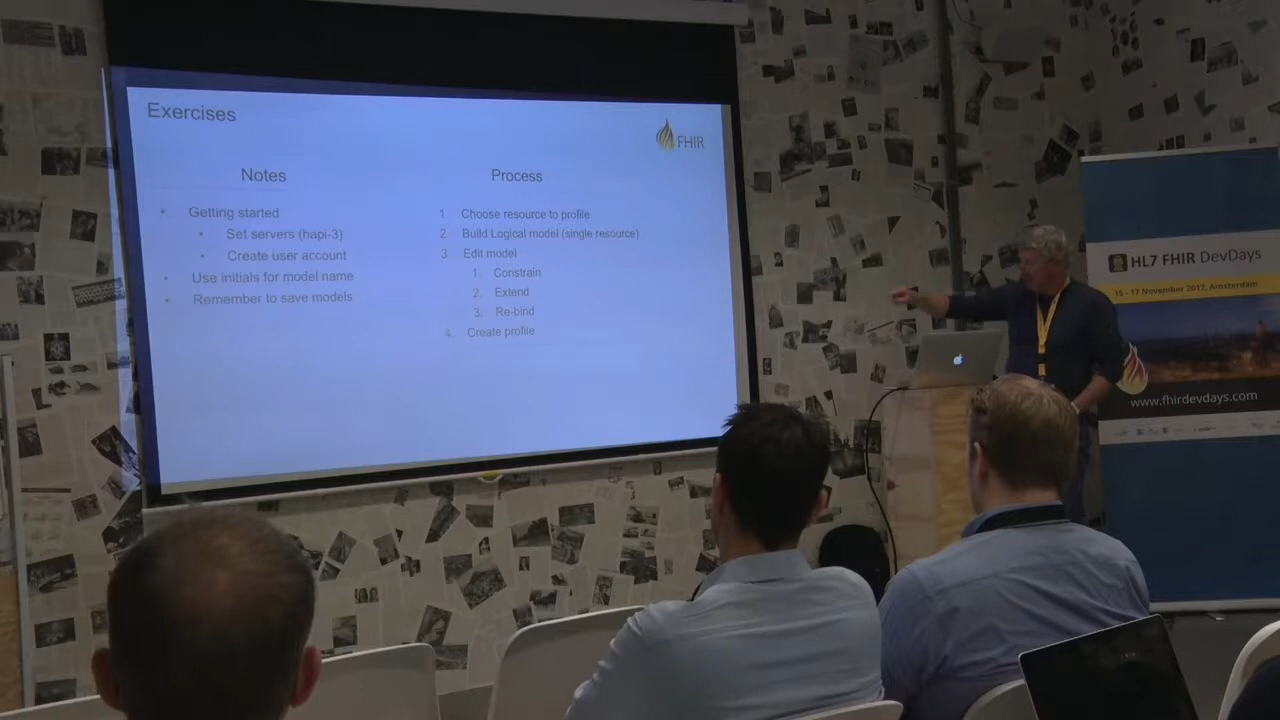 Exercises
FHIR
Notes
• Getting started
• Set servers (hapi-3)
• Create user account
• Use initials for model name
• Remember to save models
Process
1. Choose resource to profile
2. Build Logical model (single resource)
3 Edit model
1. Constrain
2. Extend
3. Re-bind
4. Create profile
HL7 FHIR DevDays
15 - 17 November 2017, Amsterdam
www.fhirdevdays.com